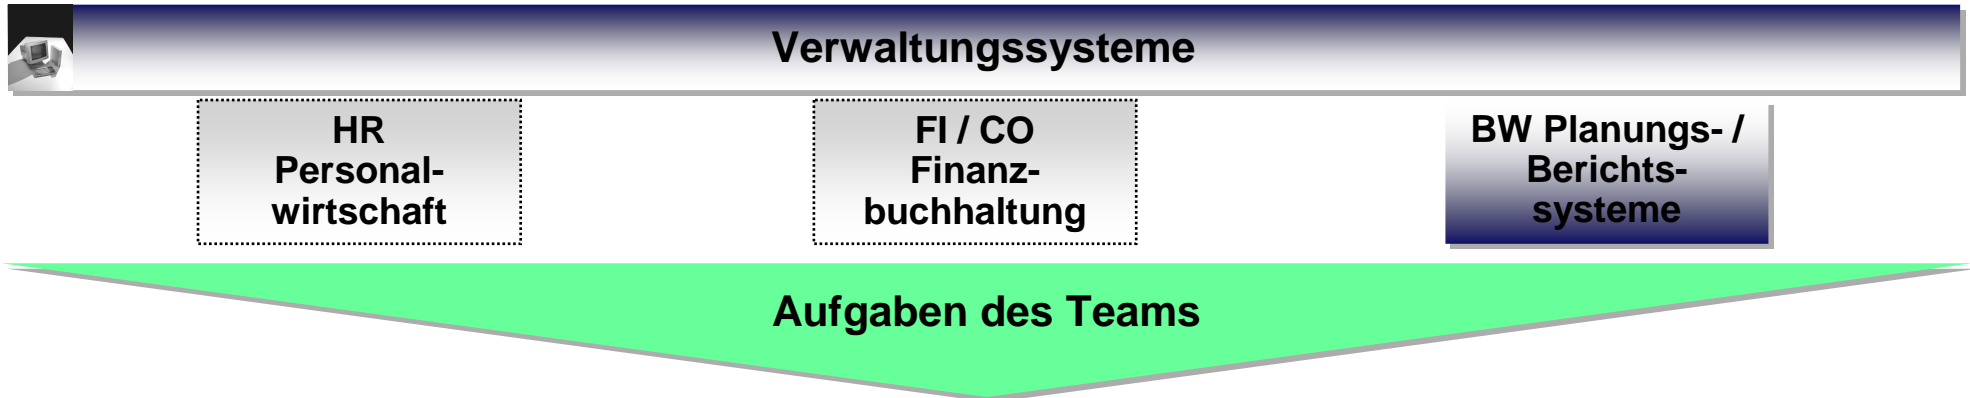 Verwaltungssysteme
HR
Personal-
wirtschaft
FI / CO
Finanz-
buchhaltung
BW Planungs- /
Berichts-
systeme
Aufgaben des Teams